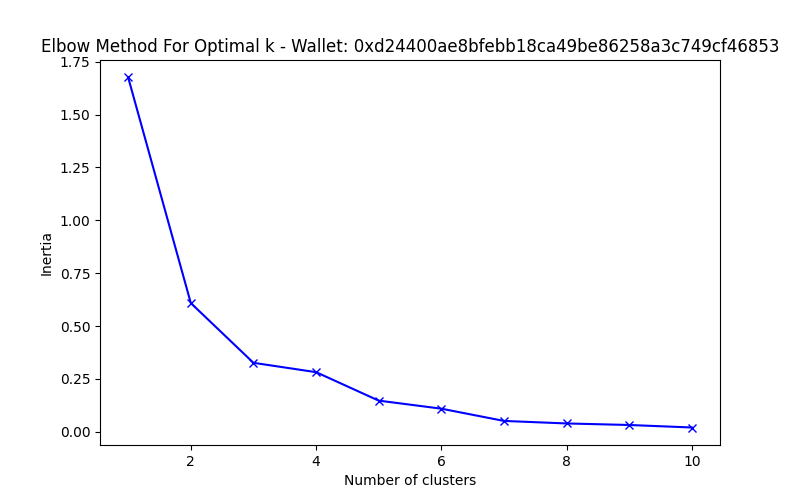 Elbow Method For Optimal k - Wallet: 0xd24400ae8bfebb18ca49be86258a3c749cf46853
1.75
1.50
1.25
1.00
0.75
0.50
0.25
0.00
Inertia
2 4 6 8 10
Number of clusters